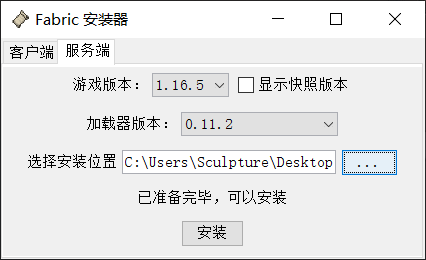 Fabric 安装器
客户端 服务端
游戏版本： 1.16.5 显示快照版本
加载器版本： 0.11.2
选择安装位置 C:\Users\Sculpture\Desktop ...
已准备完毕，可以安装
安装